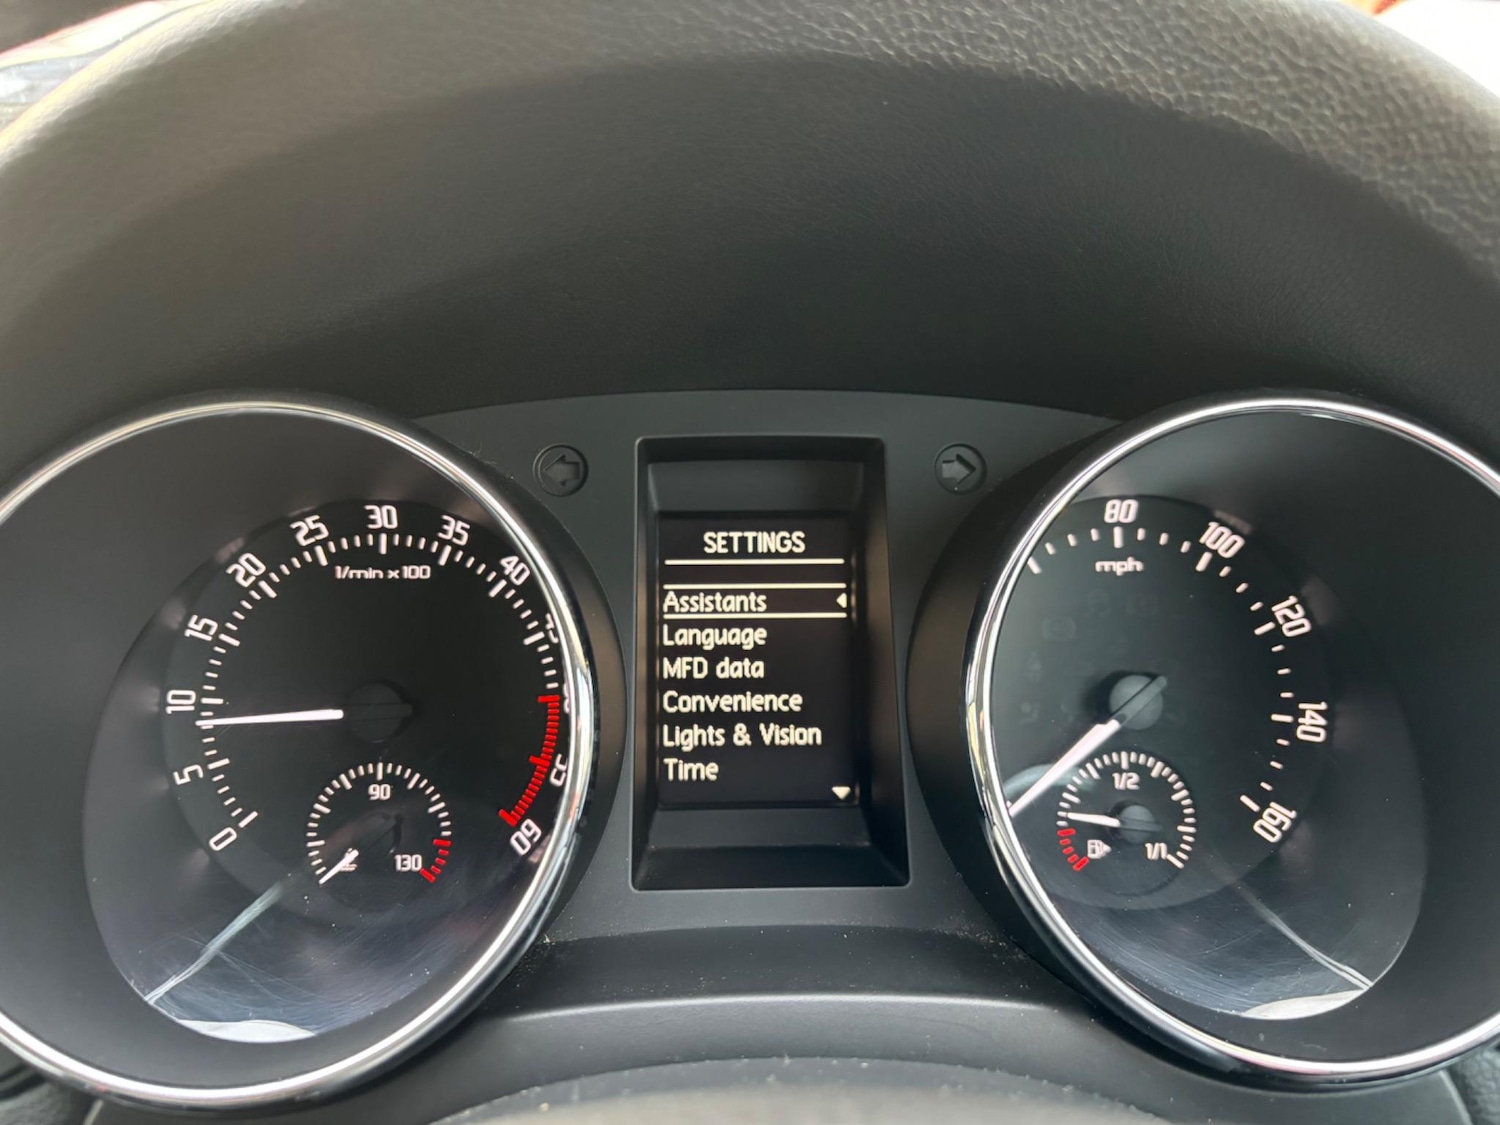 SETTINGS
Assistants
Language
MFD data
Convenience
Lights & Vision
Time
0
5
10
15
20
25
30
35
40
60
1/min x 100
90
130
80
100
120
140
160
mph
1/2
1/1